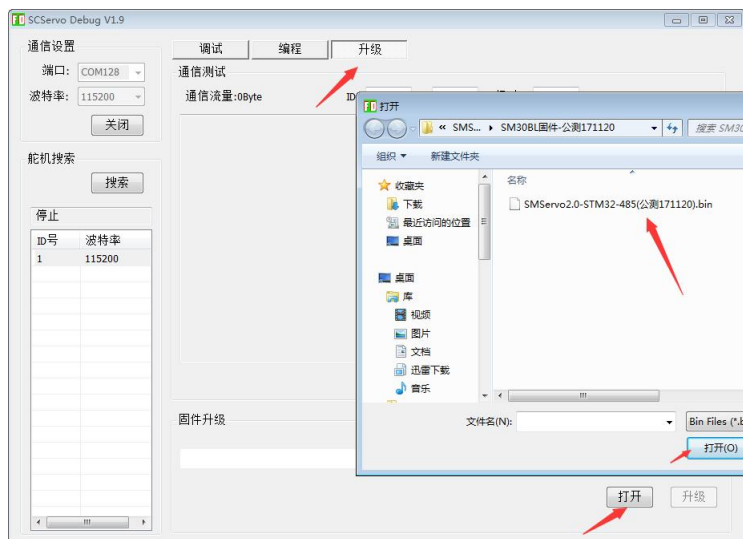 SCServo Debug V1.9
通信设置
端口: COM128
波特率: 115200
关闭
舵机搜索
搜索
停止
ID号 波特率
1 115200
调试 编程 升级
通信测试
通信流量:0Byte
ID
固件升级
打开 升级
打开
« SMS... ▸ SM30BL固件-公测171120
搜索 SM30
组织 新建文件夹
收藏夹
下载
最近访问的位置
桌面
桌面
库
视频
图片
文档
迅雷下载
音乐
名称
SMServo2.0-STM32-485(公测171120).bin
文件名(N):
Bin Files (*.b
打开(O)